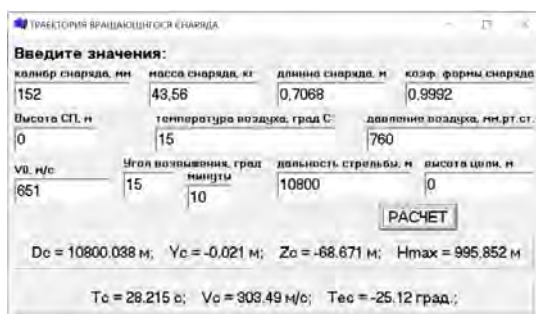 ТРАЕКТОРИЯ ВРАЩАЮЩЕГОСЯ СНАРЯДА
Введите значения:
калибр снаряда, мм масса снаряда, кг длинна снаряда, м коэф. формы снаряда
152 43,56 0,7068 0,9992
Высота СП, м температура воздуха, град С: давление воздуха, мм.рт.ст.
0 15 760
V0, м/с Угол возвышения, град минуты дальность стрельбы, м высота цели, м
651 15 10 10800 0
РАСЧЕТ
Dc = 10800.038 м; Yc = -0.021 м; Zc = -68.671 м; Hmax = 995.852 м
Tc = 28.215 с; Vc = 303.49 м/с; Tec = -25.12 град.;